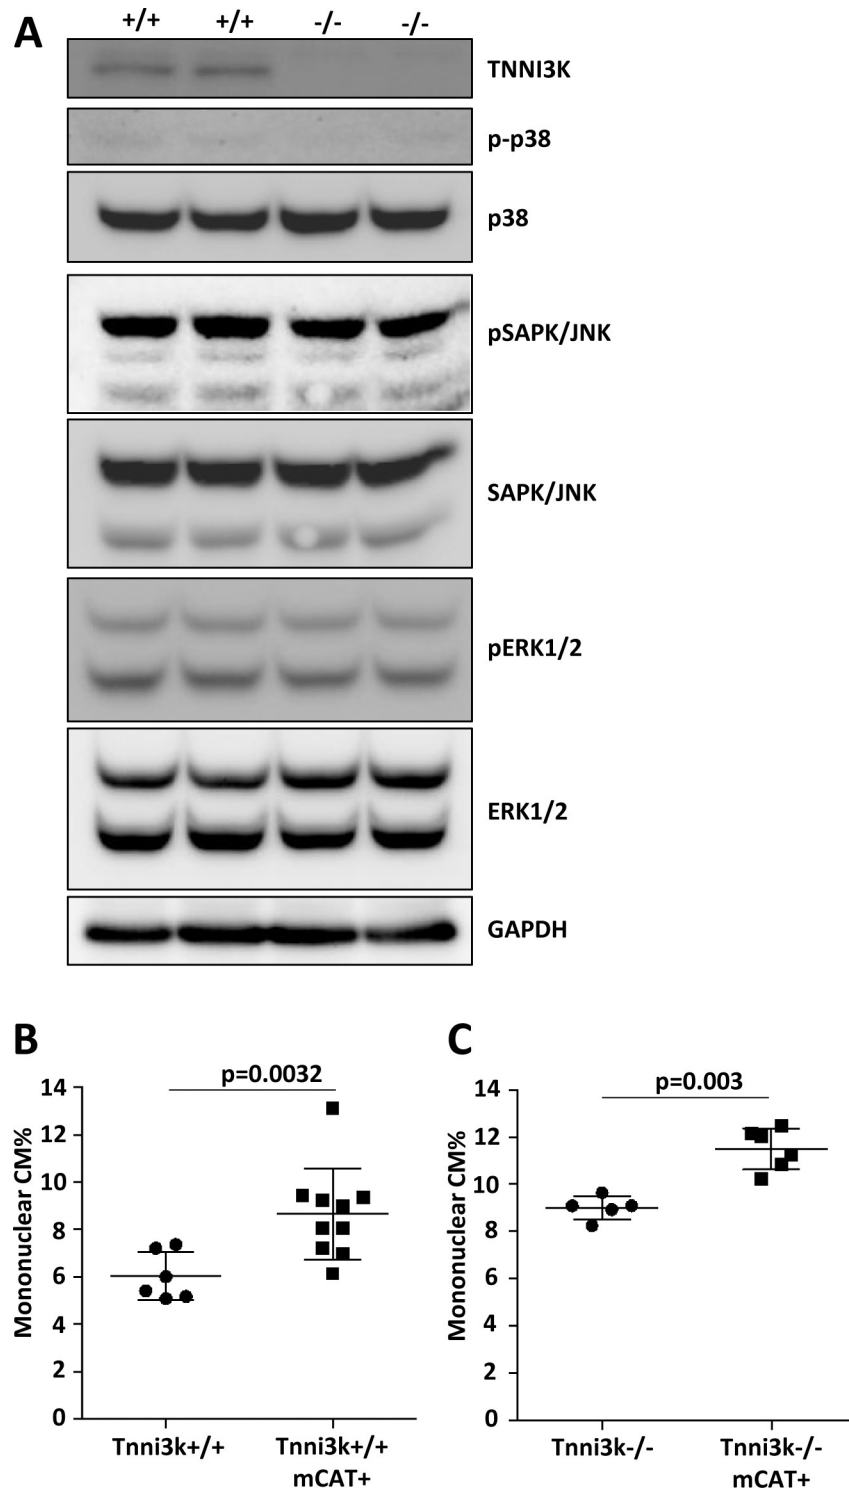 A
+/+ +/+ -/- -/-
TNNI3K
p-p38
p38
pSAPK/JNK
SAPK/JNK
pERK1/2
ERK1/2
GAPDH
B
p=0.0032
Mononuclear CM%
14
12
10
8
6
4
2
0
Tnni3k+/+
Tnni3k+/+
mCAT+
C
p=0.003
Mononuclear CM%
14
12
10
8
6
4
2
0
Tnni3k-/-
Tnni3k-/-
mCAT+